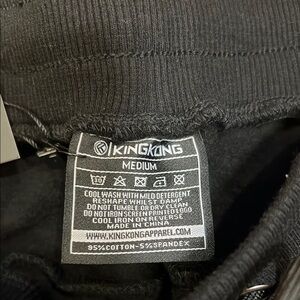 KINGKONG
MEDIUM
COOL WASH WITH MILD DETERGENT
RESHAPE WHILST DAMP
DO NOT TUMBLE OR DRY CLEAN
DO NOT IRON SCREEN PRINTED LOGO
COOL IRON ON REVERSE
MADE IN CHINA
WWW.KINGKONGAPPAREL.COM
95%COTTON-5%SPANDEX